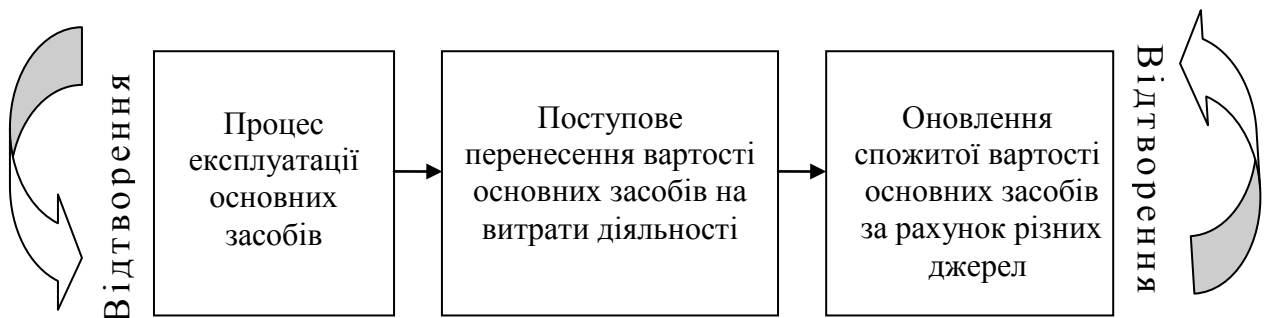 Відтворення
Процес
експлуатації
основних
засобів
Поступове
перенесення вартості
основних засобів на
витрати діяльності
Оновлення
спожитої вартості
основних засобів
за рахунок різних
джерел
Відтворення